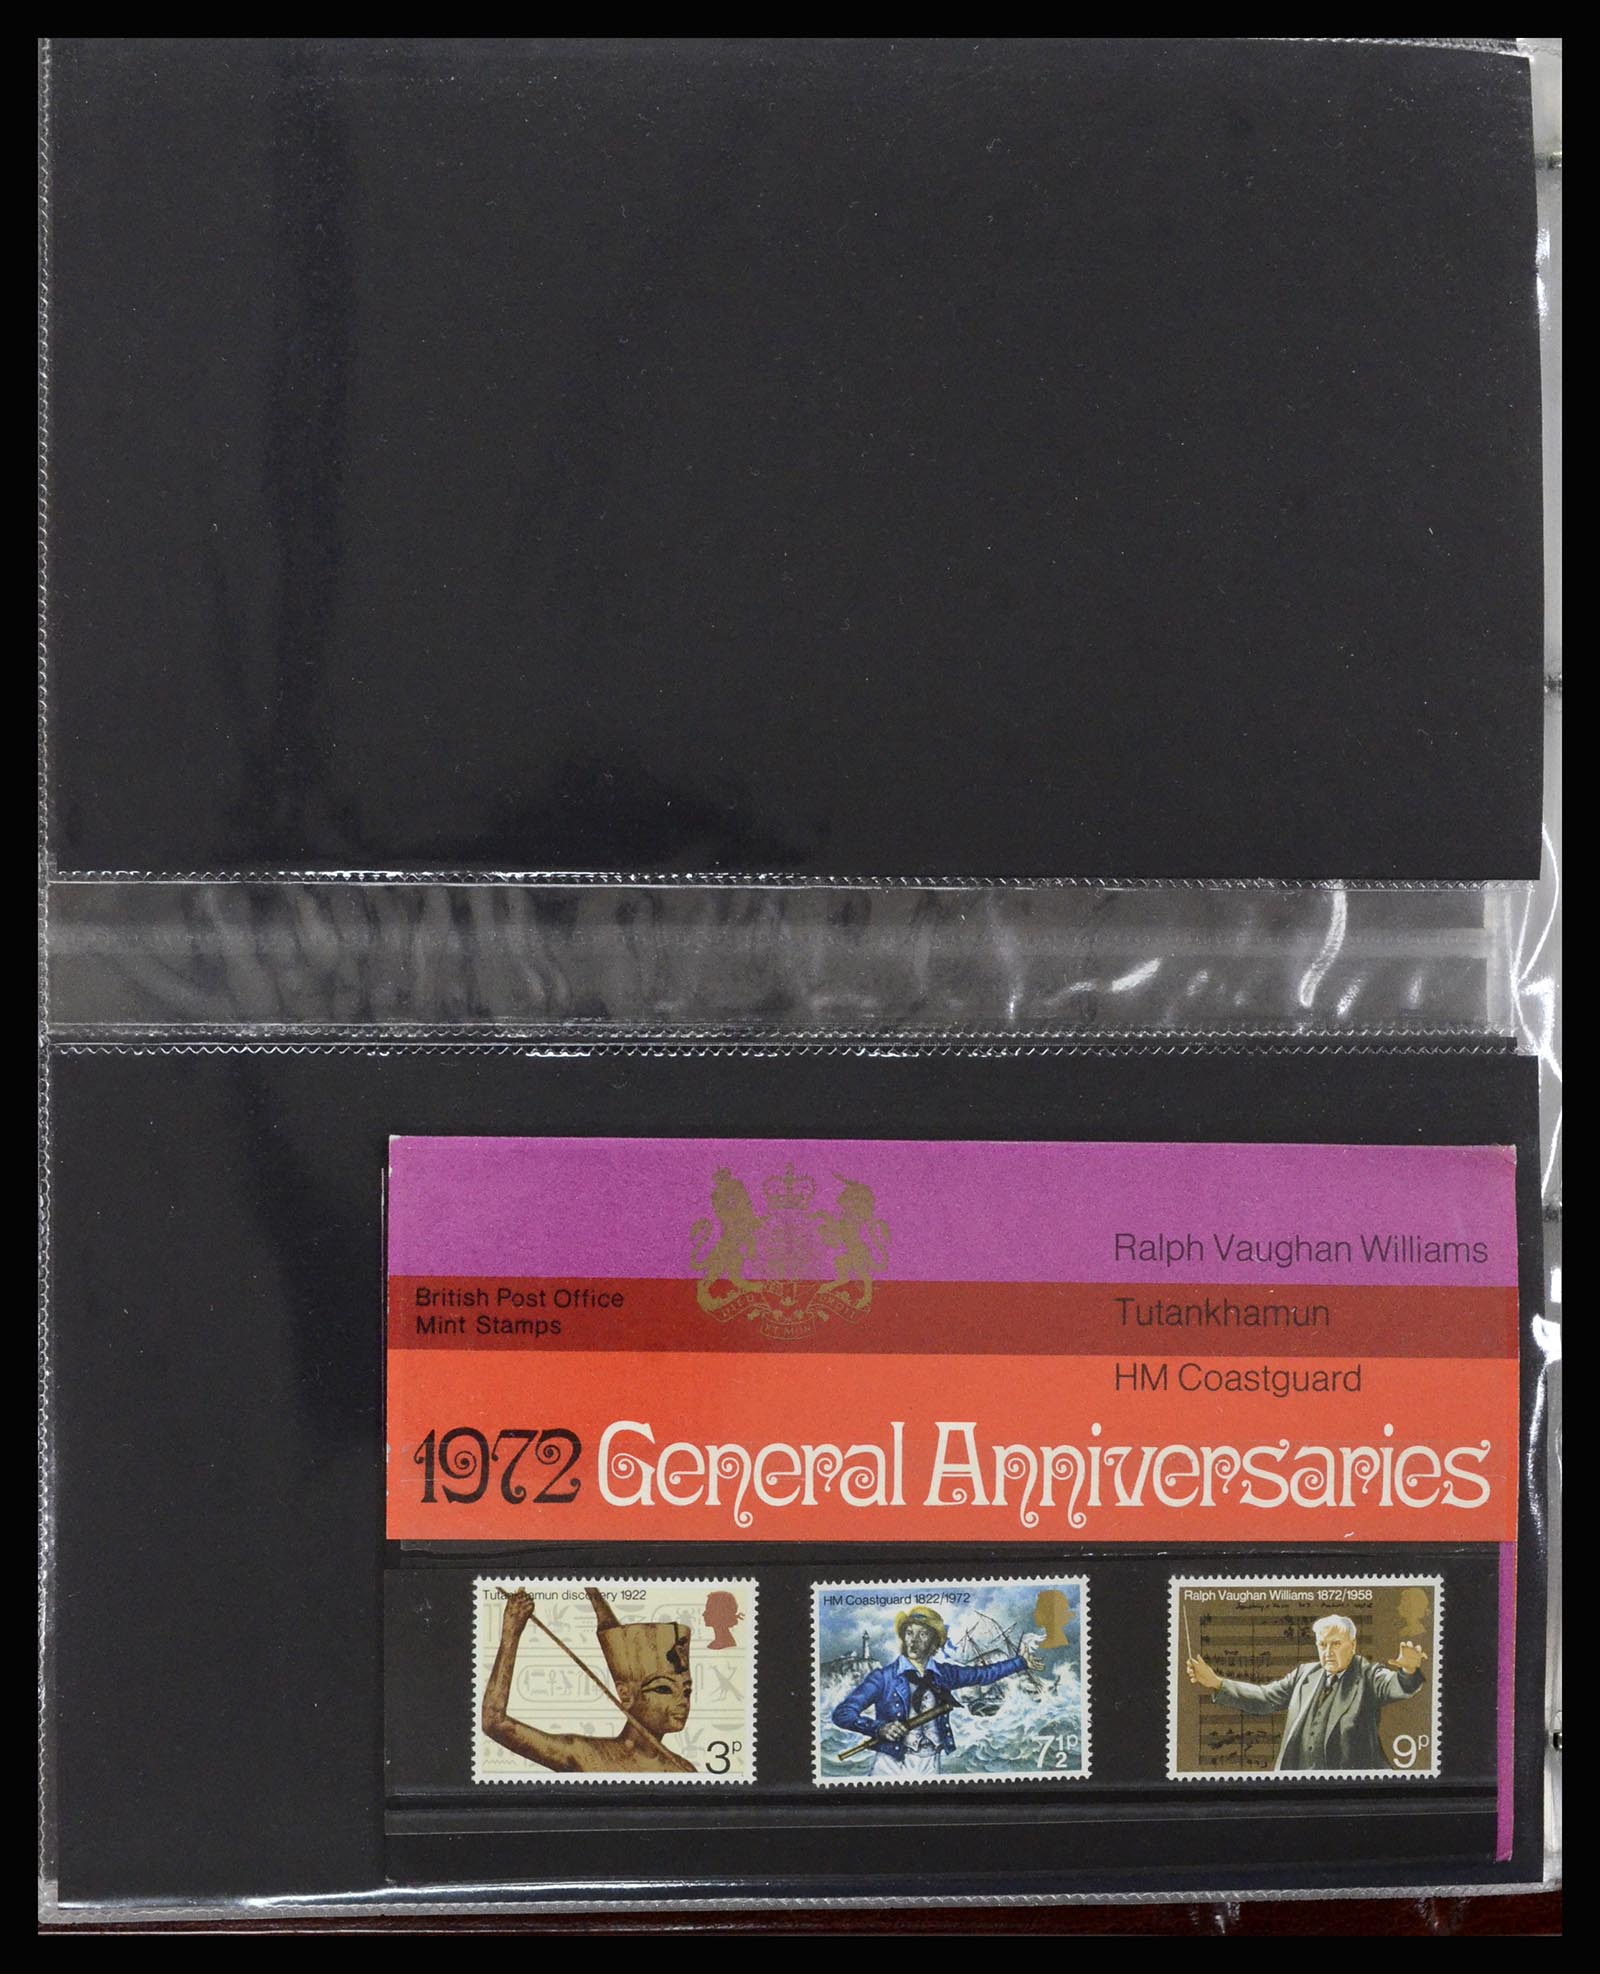 Ralph Vaughan Williams
British Post Office
Mint Stamps
Tutankhamun
HM Coastguard
1972 General Anniversaries
Tutankhamun discovery 1922
3p
HM Coastguard 1822/1972
7½p
Ralph Vaughan Williams 1872/1958
9p